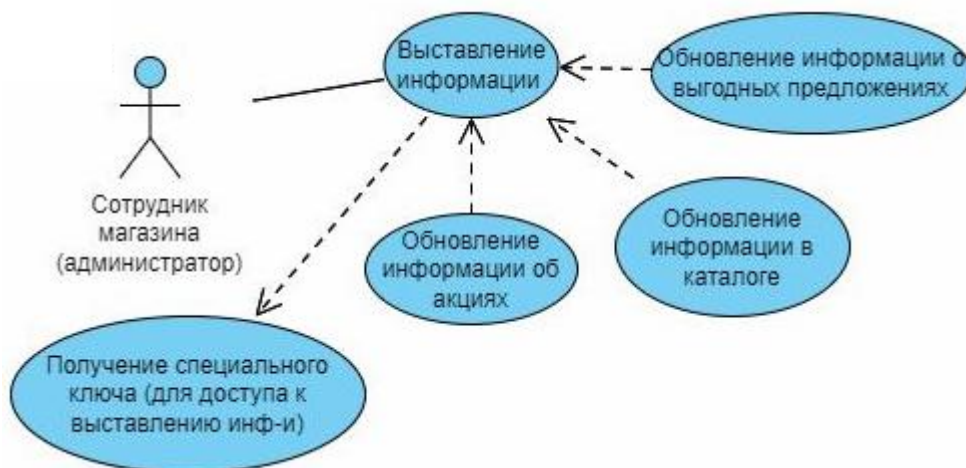 Выставление
информации
Обновление информации о
выгодных предложениях
Сотрудник
магазина
(администратор)
Обновление
информации об
акциях
Обновление
информации в
каталоге
Получение специального
ключа (для доступа к
выставлению инф-и)